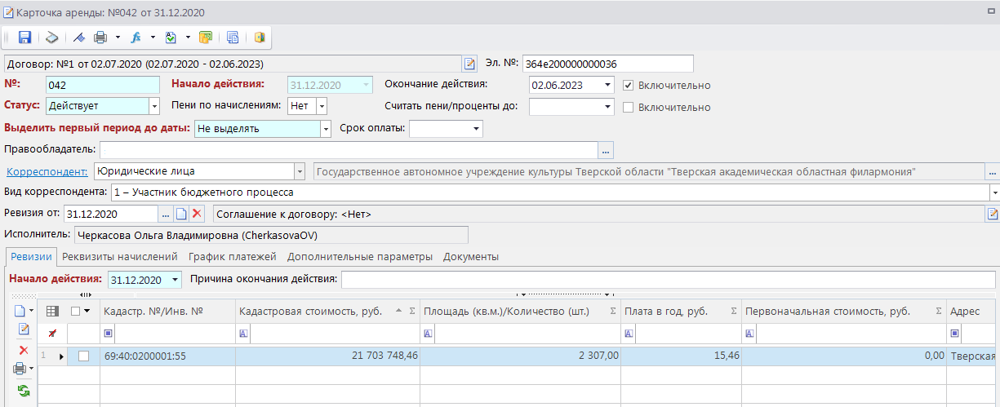 Карточка аренды: №042 от 31.12.2020
Договор: №1 от 02.07.2020 (02.07.2020 - 02.06.2023) Эл. №: 364e200000000036
№: 042 Начало действия: 31.12.2020 Окончание действия: 02.06.2023 Включительно
Статус: Действует Пени по начислениям: Нет Считать пени/проценты до: Включительно
Выделить первый период до даты: Не выделять Срок оплаты:
Правообладатель: ...
Корреспондент: Юридические лица Государственное автономное учреждение культуры Тверской области "Тверская академическая областная филармония" ...
Вид корреспондента: 1 – Участник бюджетного процесса
Ревизия от: 31.12.2020 ... Соглашение к договору: <Нет>
Исполнитель: Черкасова Ольга Владимировна (CherkasovaOV)
Ревизии Реквизиты начислений График платежей Дополнительные параметры Документы
Начало действия: 31.12.2020 Причина окончания действия:
Кадастр. №/Инв. № Кадастровая стоимость, руб. Σ Площадь (кв.м.)/Количество (шт.) Σ Плата в год, руб. Σ Первоначальная стоимость, руб. Σ Адрес
1 69:40:0200001:55 21 703 748,46 2 307,00 15,46 0,00 Тверская